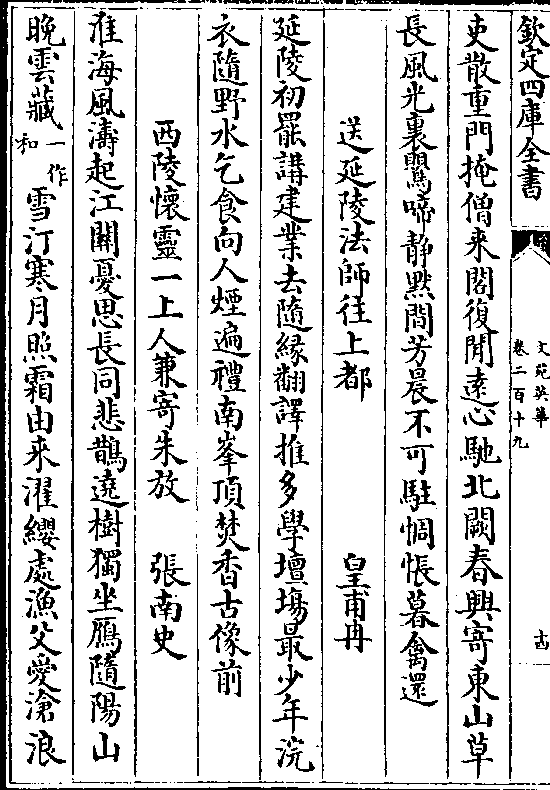 欽定四庫全書
文苑英華
卷二百十九
吏散重門掩僧来閣復閒遠心馳北闕春興寄東山草
長風光裏鸎啼静黙間芳晨不可駐惆悵暮禽還
送延陵法師往上都 皇甫冉
延陵初罷講建業去隨縁翻譯推多學壇場最少年浣
衣隨野水乞食向人煙遍禮南峯頂焚香古像前
西陵懷靈一上人兼寄朱放 張南史
淮海風濤起江關憂思長同悲鵲遶樹獨坐鴈隨陽山
晚雲藏一作和雪汀寒月照霜由来濯纓處漁父愛滄浪